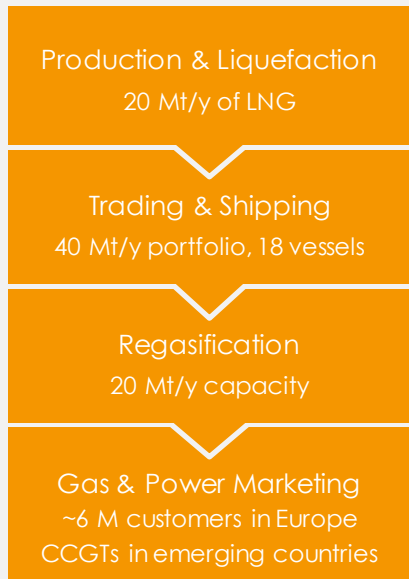 Production & Liquefaction
20 Mt/y of LNG
Trading & Shipping
40 Mt/y portfolio, 18 vessels
Regasification
20 Mt/y capacity
Gas & Power Marketing
~6 M customers in Europe
CCGTs in emerging countries